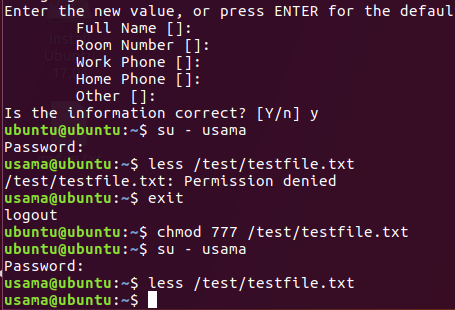 Enter the new value, or press ENTER for the defaul
Full Name []:
Room Number []:
Work Phone []:
Home Phone []:
Other []:
Is the information correct? [Y/n] y
ubuntu@ubuntu:~$ su - usama
Password:
usama@ubuntu:~$ less /test/testfile.txt
/test/testfile.txt: Permission denied
usama@ubuntu:~$ exit
logout
ubuntu@ubuntu:~$ chmod 777 /test/testfile.txt
ubuntu@ubuntu:~$ su - usama
Password:
usama@ubuntu:~$ less /test/testfile.txt
usama@ubuntu:~$